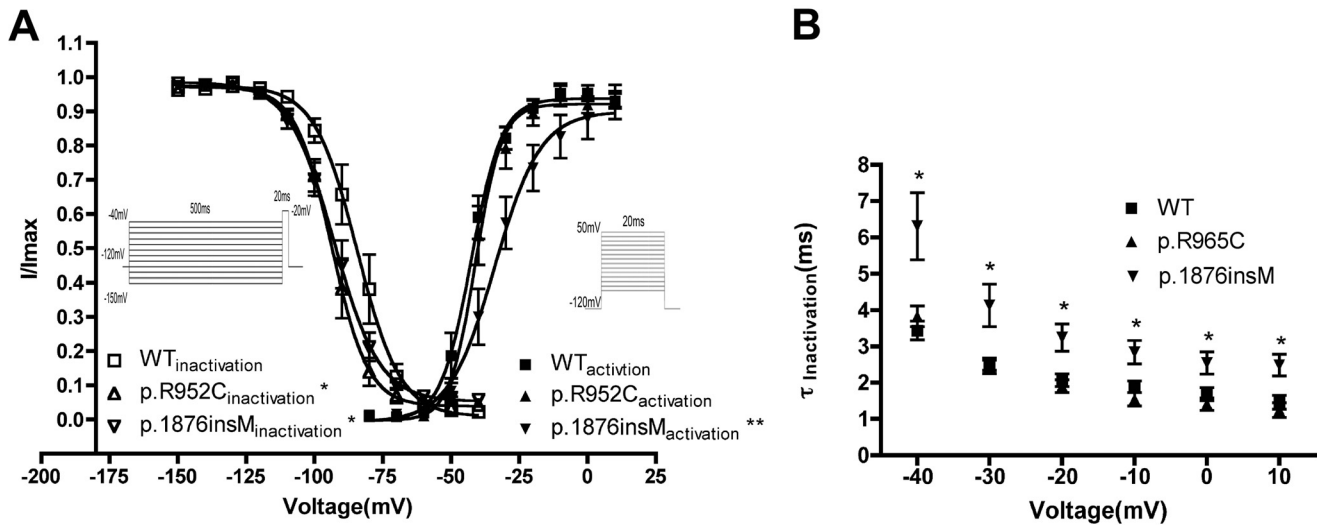 A
1.1
1.0
0.9
0.8
0.7
0.6
0.5
0.4
0.3
0.2
0.1
0.0
I/Imax
-200 -175 -150 -125 -100 -75 -50 -25 0 25
Voltage(mV)
-40mV
500ms
20ms
-20mV
-120mV
-150mV
50mV
20ms
-120mV
WTinactivation
p.R952Cinactivation *
p.1876insMinactivation *
WTactivtion
p.R952Cactivation
p.1876insMactivation **
B
8
7
6
5
4
3
2
1
0
τ Inactivation(ms)
* * * * * *
WT
p.R965C
p.1876insM
-40 -30 -20 -10 0 10
Voltage(mV)